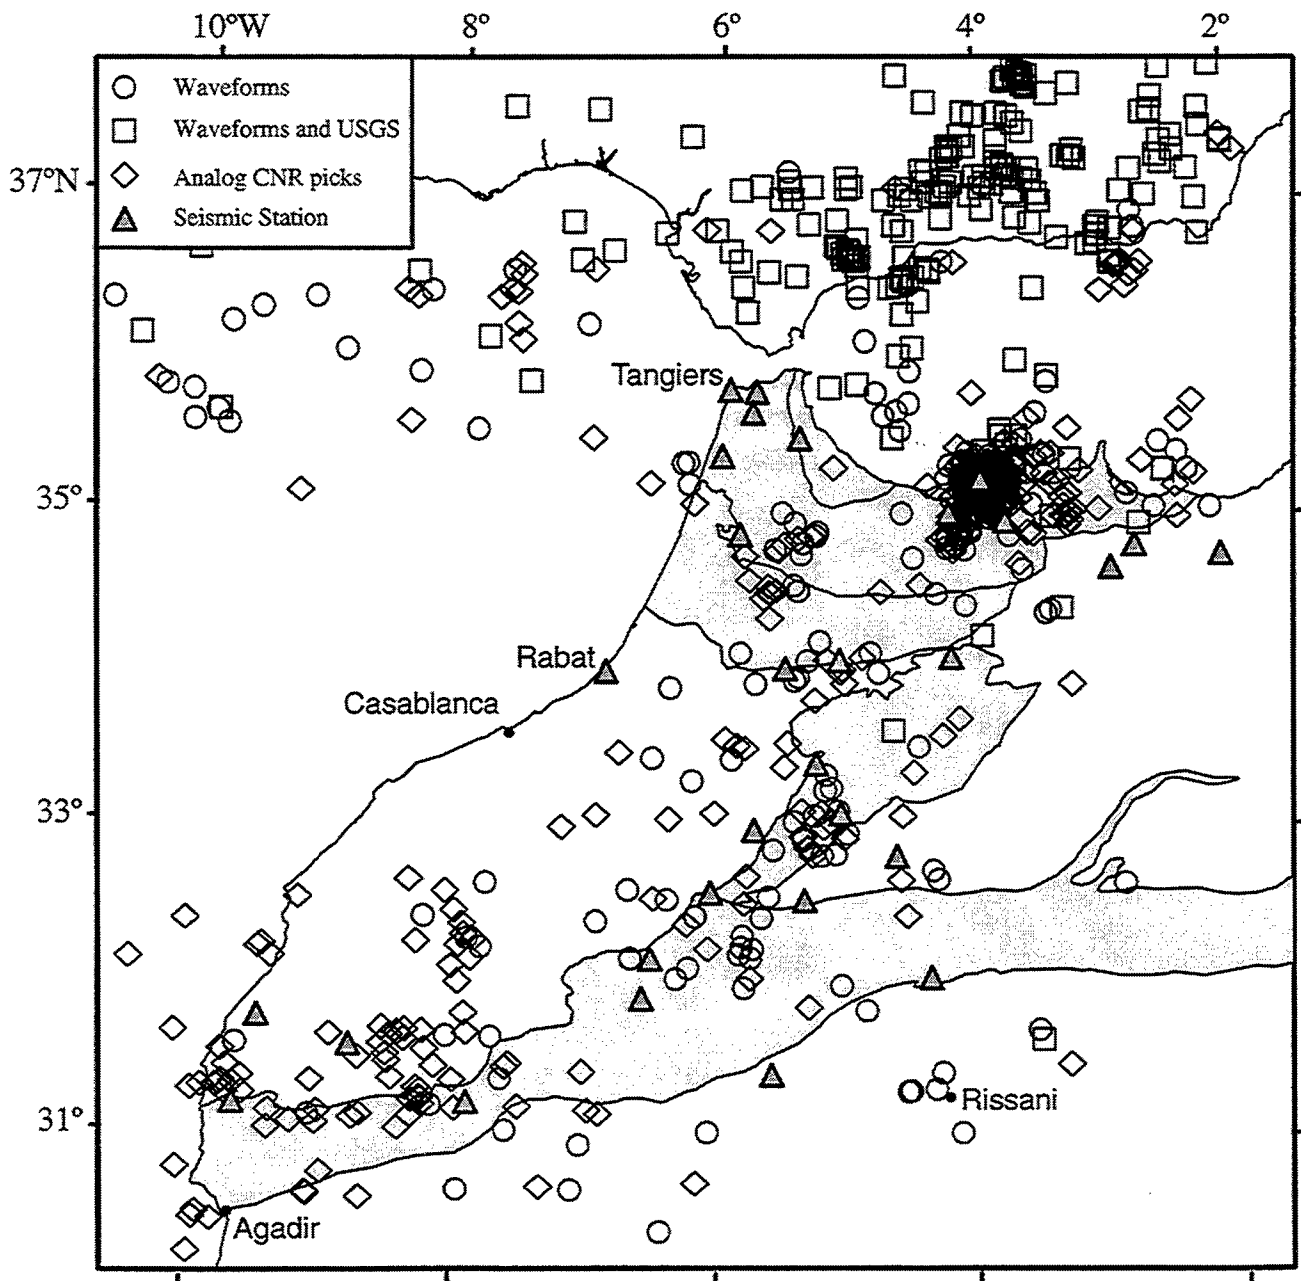 10°W 8° 6° 4° 2°
Waveforms
Waveforms and USGS
Analog CNR picks
Seismic Station
37°N
Tangiers
35°
Rabat
Casablanca
33°
31°
Rissani
Agadir